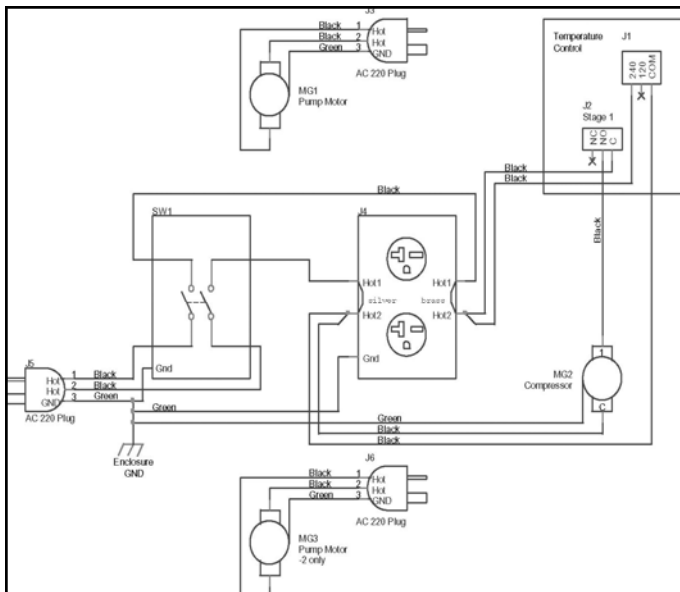 J3
Black 1 Hot
Black 2 Hot
Green 3 GND
AC 220 Plug
MG1
Pump Motor
Temperature
Control
J1
240
120
COM
J2
Stage 1
NC
NO
C
Black
Black
Black
Black
SW1
J4
Hot1 Hot1
silver brass
Hot2 Hot2
Gnd
Gnd
J5
Hot 1 Black
Hot 2 Black
GND 3 Green
AC 220 Plug
Green
Green
Black
Black
1
MG2
Compressor
C
Enclosure
GND
J6
Black 1 Hot
Black 2 Hot
Green 3 GND
AC 220 Plug
MG3
Pump Motor
-2 only